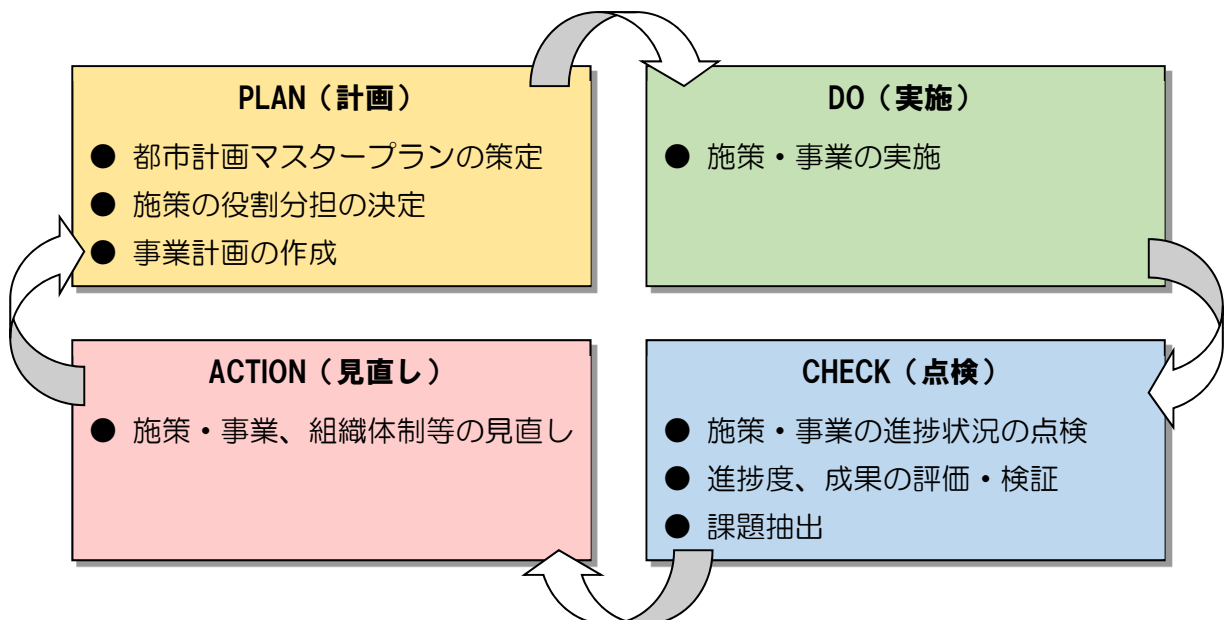 PLAN（計画）
● 都市計画マスタープランの策定
● 施策の役割分担の決定
● 事業計画の作成
DO（実施）
● 施策・事業の実施
ACTION（見直し）
● 施策・事業、組織体制等の見直し
CHECK（点検）
● 施策・事業の進捗状況の点検
● 進捗度、成果の評価・検証
● 課題抽出